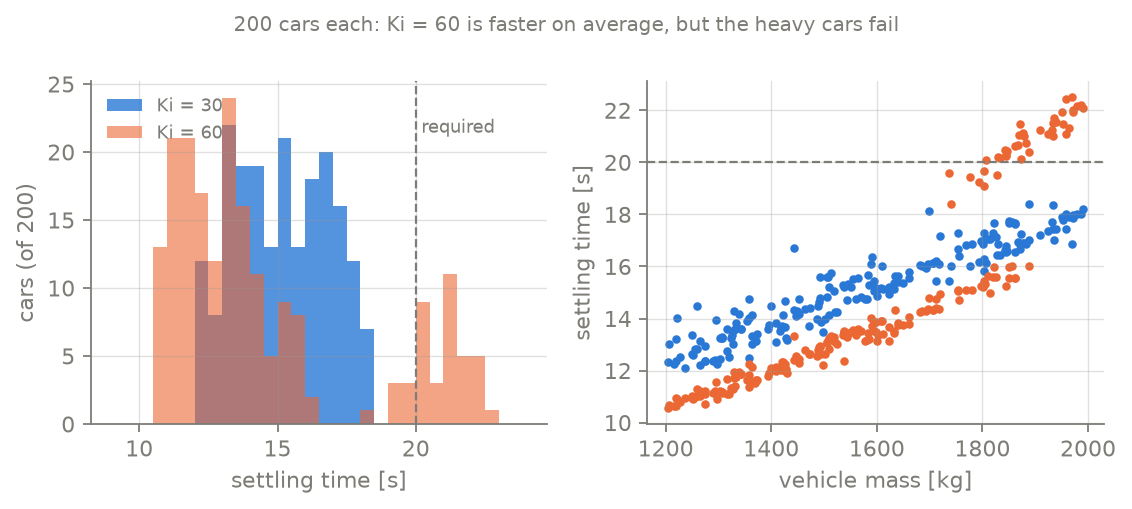 200 cars each: Ki = 60 is faster on average, but the heavy cars fail
25
20
15
10
5
0
cars (of 200)
Ki = 30
Ki = 60
required
10
15
20
settling time [s]
22
20
18
16
14
12
10
settling time [s]
1200
1400
1600
1800
2000
vehicle mass [kg]